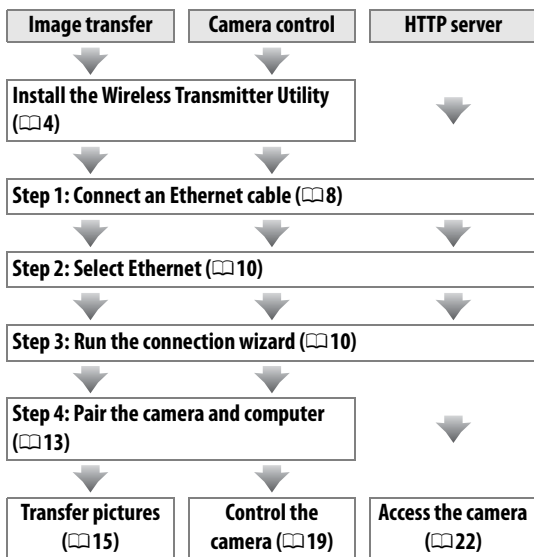 Image transfer
Camera control
HTTP server
Install the Wireless Transmitter Utility
(📖4)
Step 1: Connect an Ethernet cable (📖8)
Step 2: Select Ethernet (📖10)
Step 3: Run the connection wizard (📖10)
Step 4: Pair the camera and computer
(📖13)
Transfer pictures
(📖15)
Control the
camera (📖19)
Access the camera
(📖22)